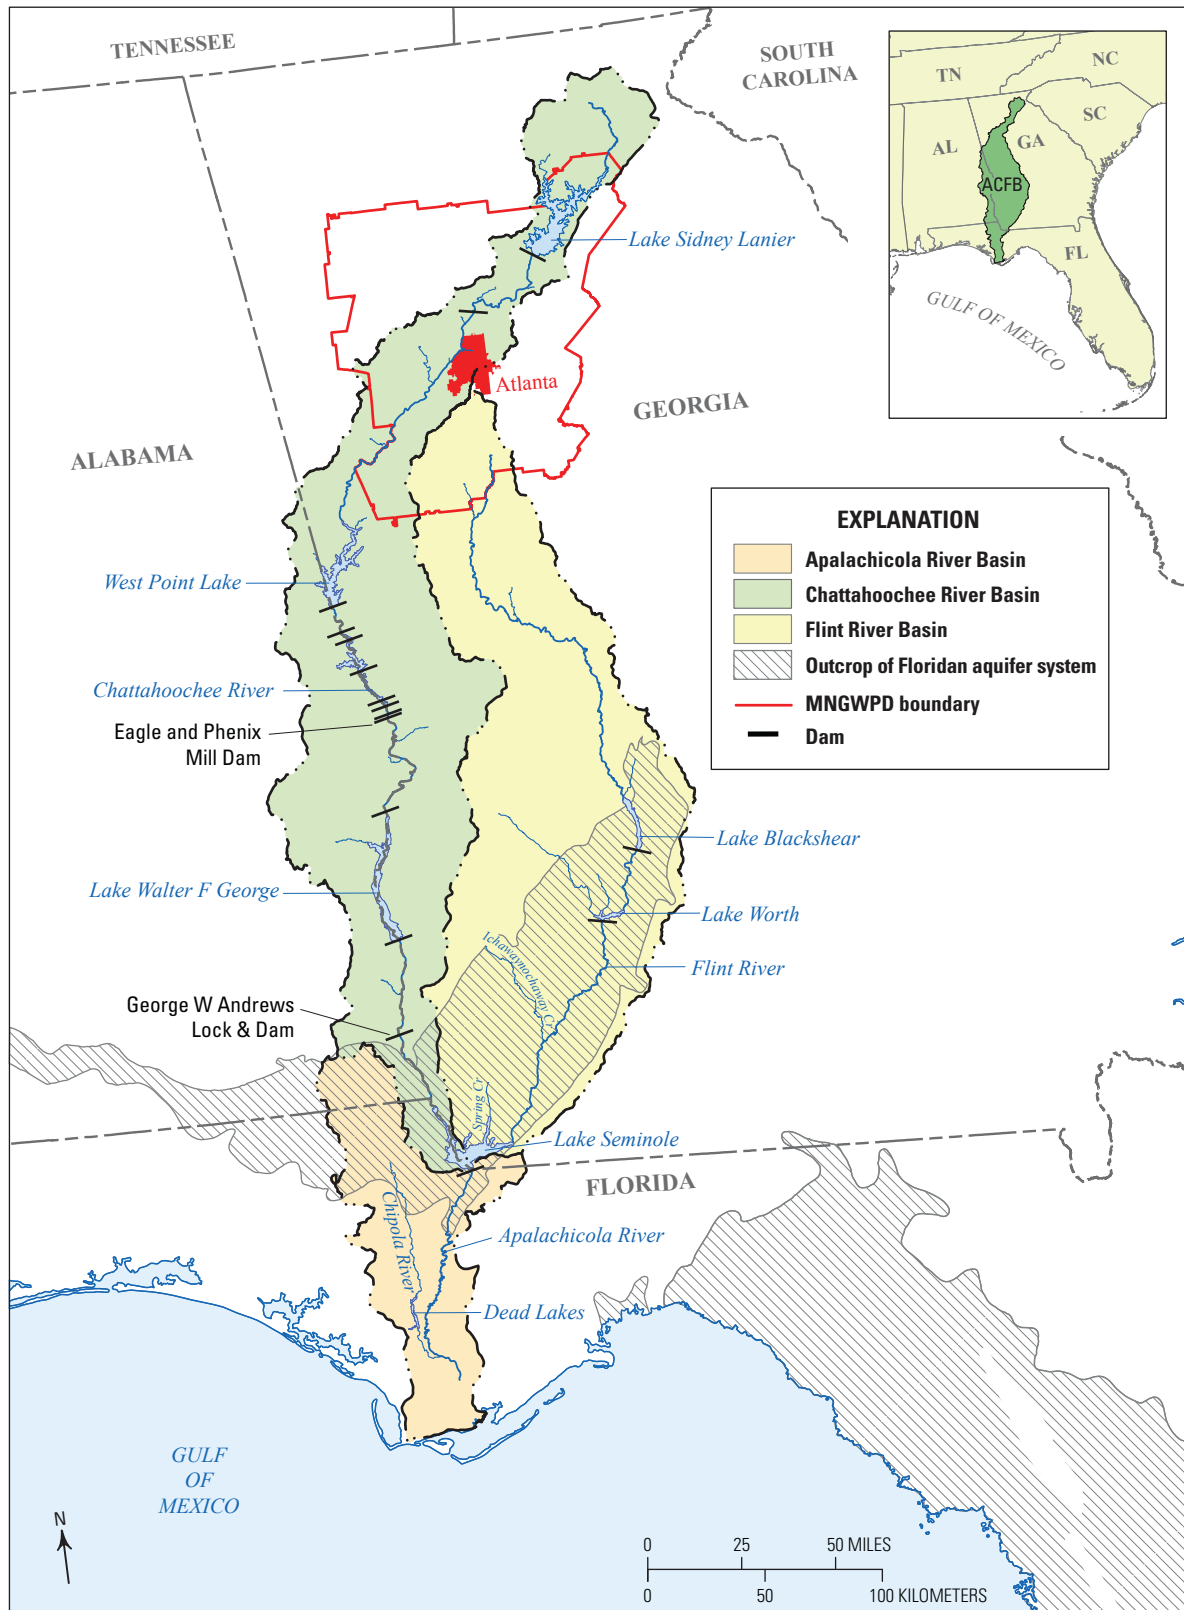 TENNESSEE
SOUTH
CAROLINA
TN
NC
SC
AL
GA
ACFB
FL
GULF OF MEXICO
Lake Sidney Lanier
Atlanta
GEORGIA
ALABAMA
EXPLANATION
Apalachicola River Basin
Chattahoochee River Basin
Flint River Basin
Outcrop of Floridan aquifer system
MNGWPD boundary
Dam
West Point Lake
Chattahoochee River
Eagle and Phenix
Mill Dam
Lake Blackshear
Lake Walter F George
Lake Worth
Ichawaynochaway Cr
Flint River
George W Andrews
Lock & Dam
Spring Cr
Lake Seminole
FLORIDA
Chipola River
Apalachicola River
Dead Lakes
GULF
OF
MEXICO
N
0 25 50 MILES
0 50 100 KILOMETERS